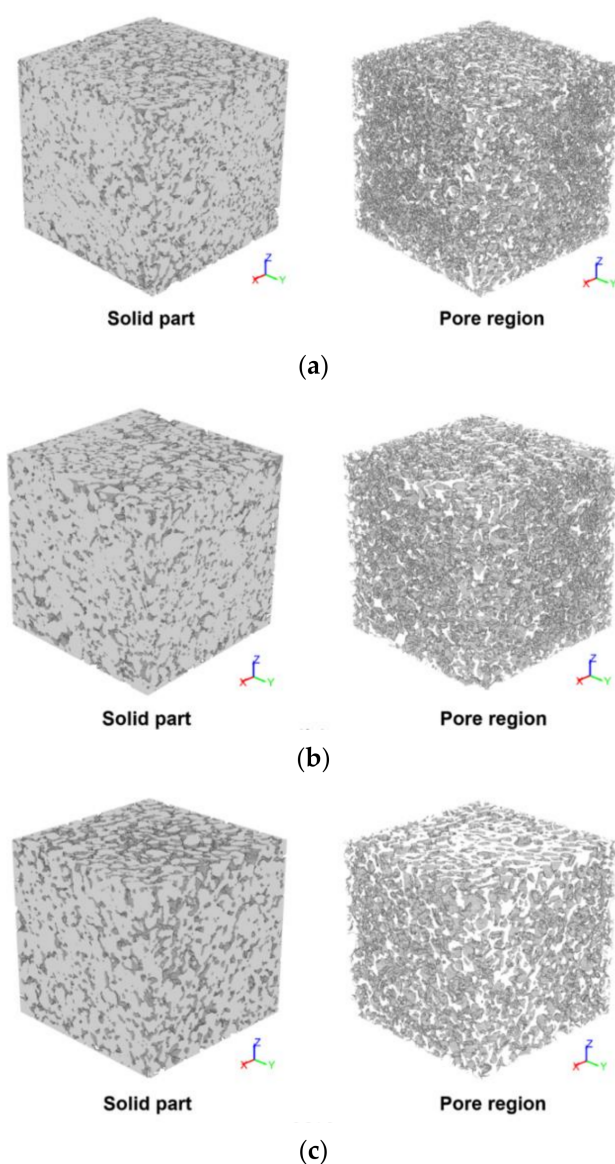 Z
X Y
Z
X Y
Solid part Pore region
(a)
Z
X Y
Z
X Y
Solid part Pore region
(b)
Z
X Y
Z
X Y
Solid part Pore region
(c)